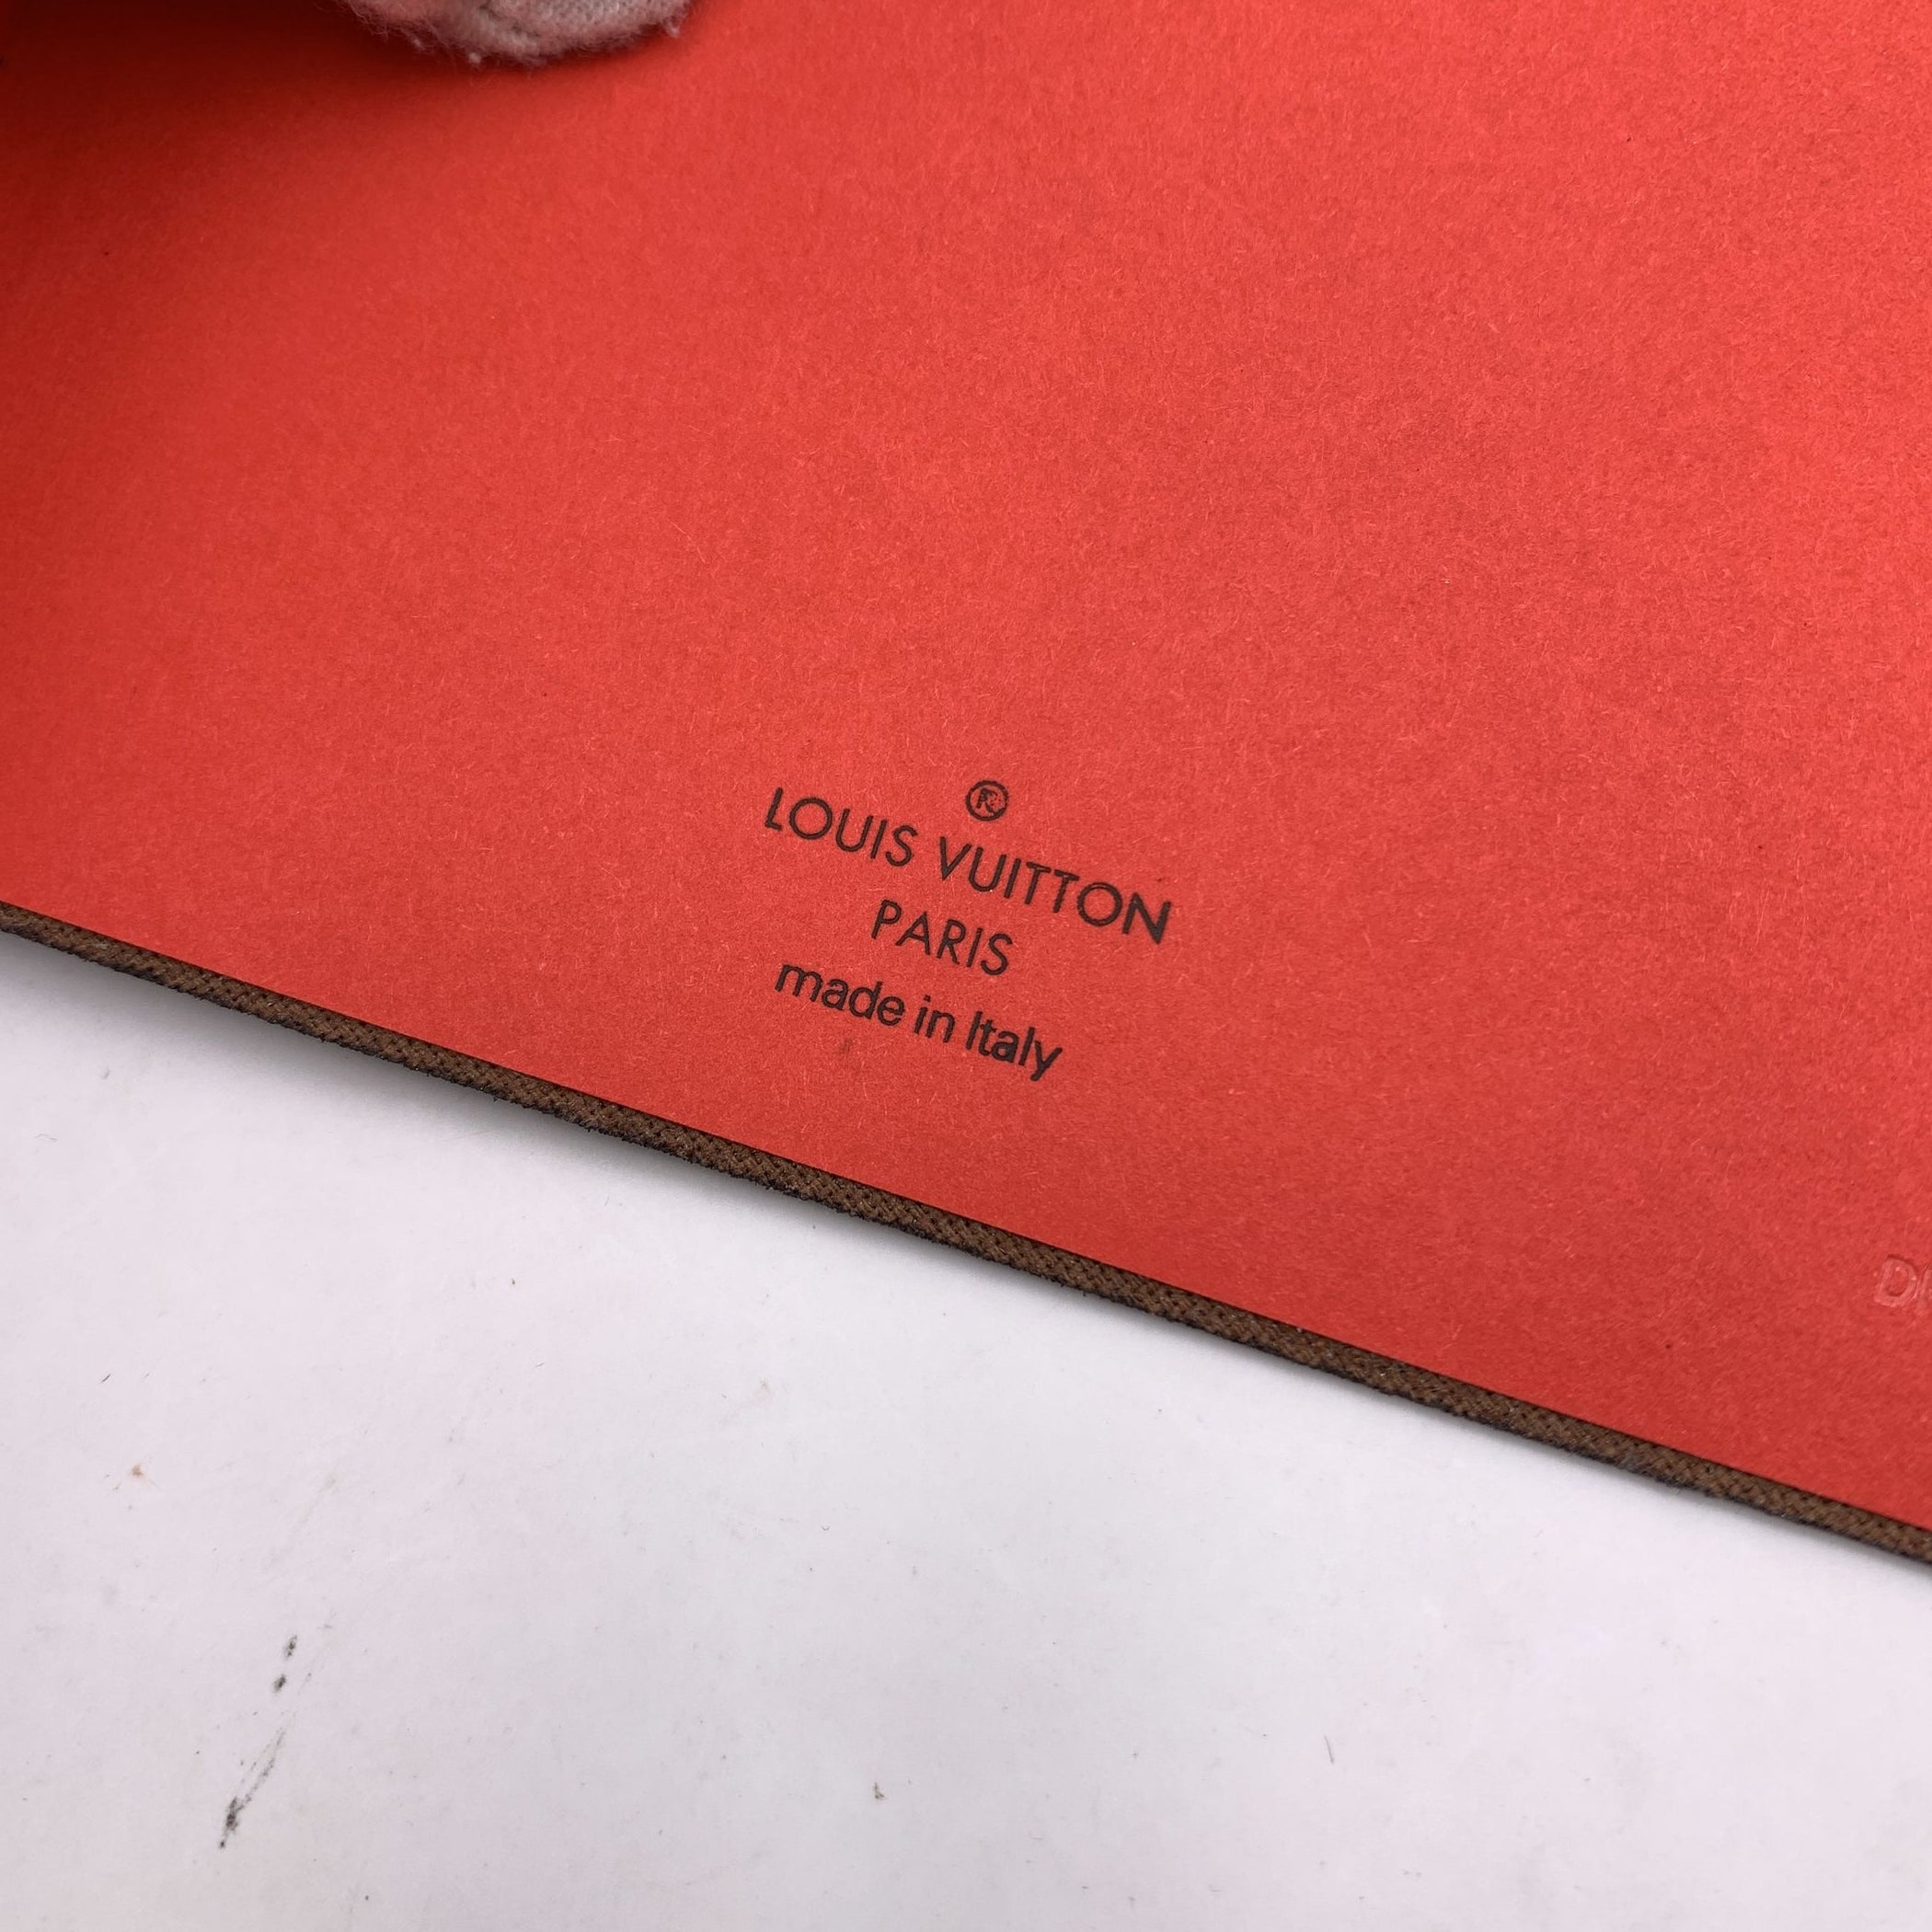 ®
LOUIS VUITTON
PARIS
made in Italy